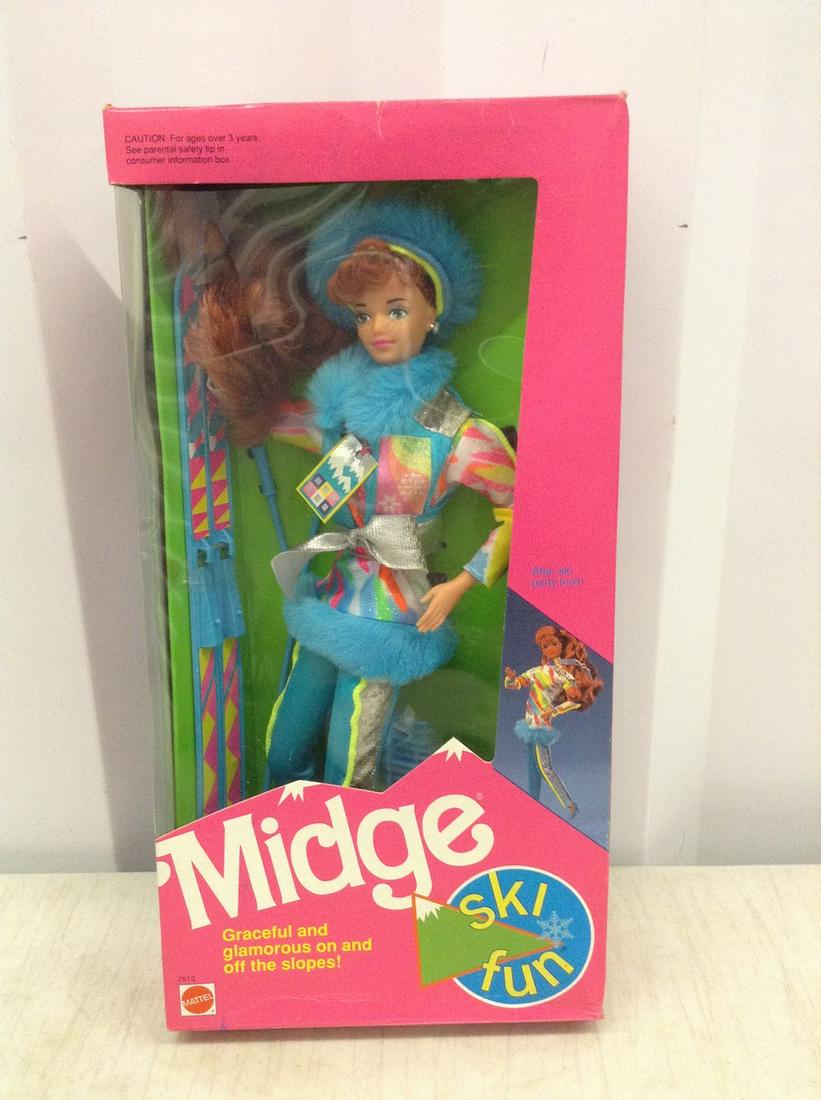 CAUTION: For ages over 3 years.
See parental safety tip in
consumer information box.
After-ski
party look!
Midge®
Graceful and
glamorous on and
off the slopes!
ski
fun
7513
MATTEL